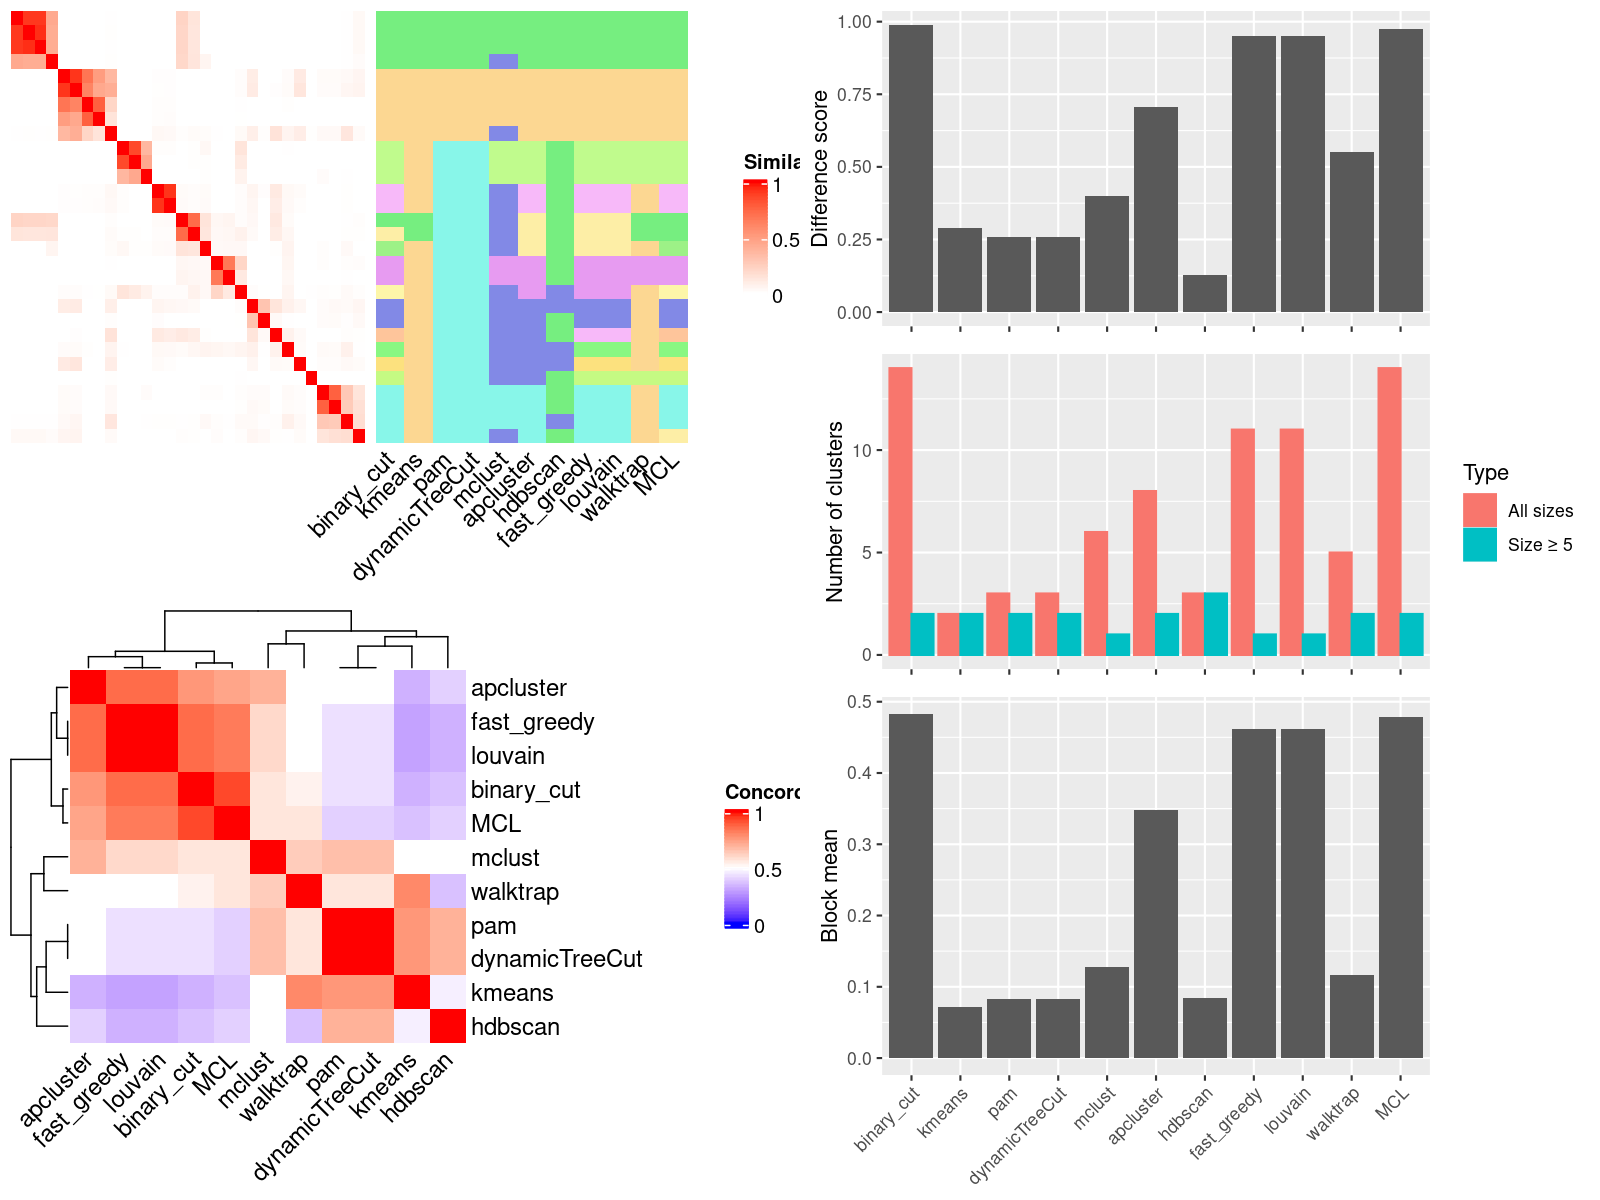 Simila
1
0.5
0
binary_cut
kmeans
pam
dynamicTreeCut
mclust
apcluster
hdbscan
fast_greedy
louvain
walktrap
MCL
apcluster
fast_greedy
louvain
binary_cut
MCL
mclust
walktrap
pam
dynamicTreeCut
kmeans
hdbscan
Concord
1
0.5
0
apcluster
fast_greedy
louvain
binary_cut
MCL
mclust
walktrap
pam
dynamicTreeCut
kmeans
hdbscan
Difference score
1.00
0.75
0.50
0.25
0.00
Number of clusters
10
5
0
Type
All sizes
Size ≥ 5
Block mean
0.5
0.4
0.3
0.2
0.1
0.0
binary_cut
kmeans
pam
dynamicTreeCut
mclust
apcluster
hdbscan
fast_greedy
louvain
walktrap
MCL